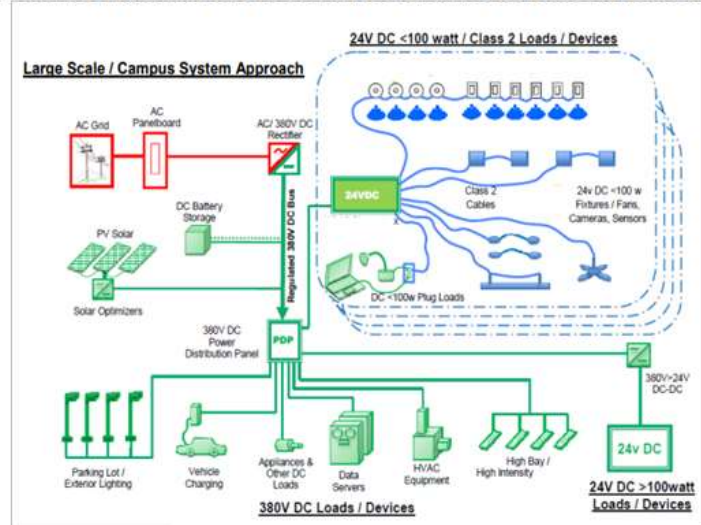 24V DC <100 watt / Class 2 Loads / Devices
Large Scale / Campus System Approach
AC Grid
AC
Panelboard
AC/ 380V DC
Rectifier
24VDC
Class 2
Cables
24v DC <100 w
Fixtures / Fans,
Cameras, Sensors
DC <100w Plug Loads
DC Battery
Storage
PV Solar
Solar Optimizers
Regulated 380V DC Bus
380V DC
Power
Distribution Panel
PDP
380V>24V
DC-DC
24v DC
24V DC >100watt
Loads / Devices
Parking Lot /
Exterior Lighting
Vehicle
Charging
Appliances &
Other DC
Loads
Data
Servers
HVAC
Equipment
High Bay /
High Intensity
380V DC Loads / Devices